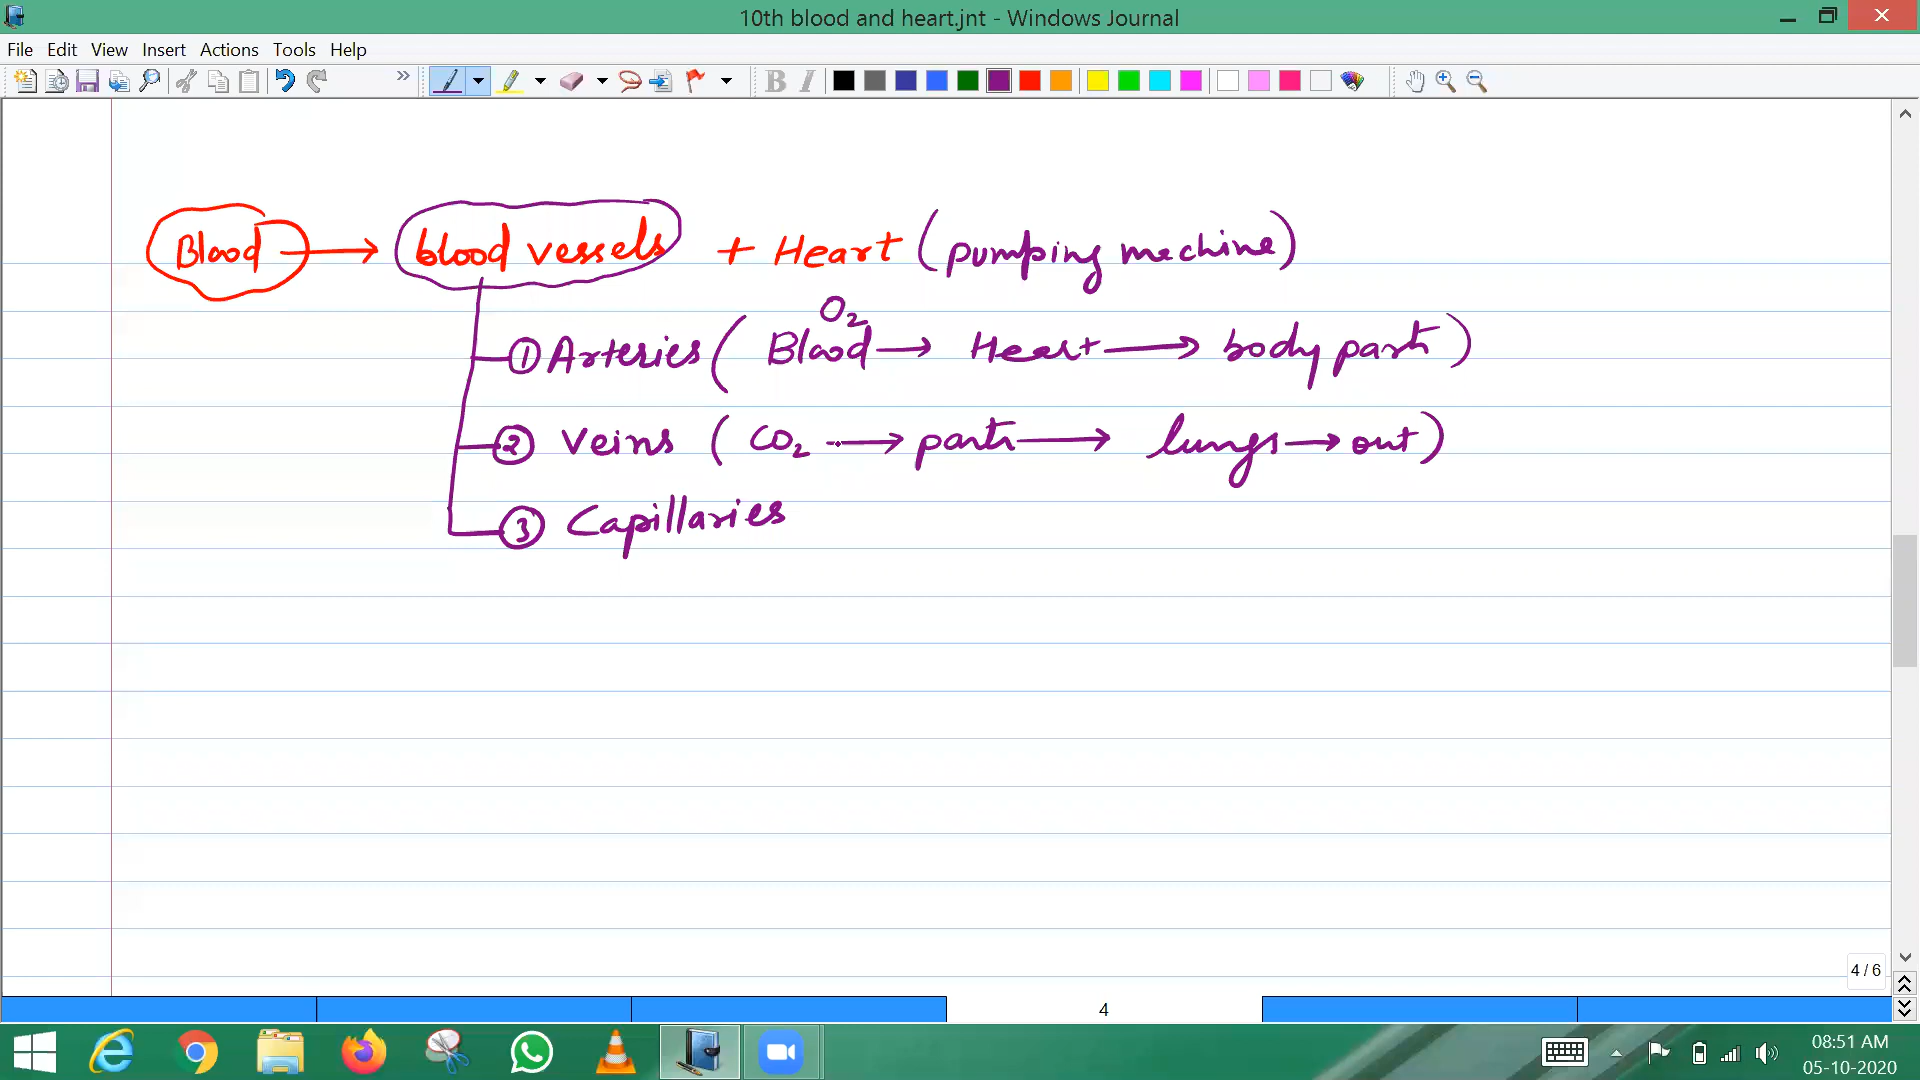 10th blood and heart.jnt - Windows Journal
File Edit View Insert Actions Tools Help
B I
Blood → blood vessels + Heart (pumping machine)
O2
① Arteries ( Blood → Heart → body part )
② Veins ( CO2 → parts → lungs → out )
③ Capillaries
4 / 6
4
08:51 AM
05-10-2020